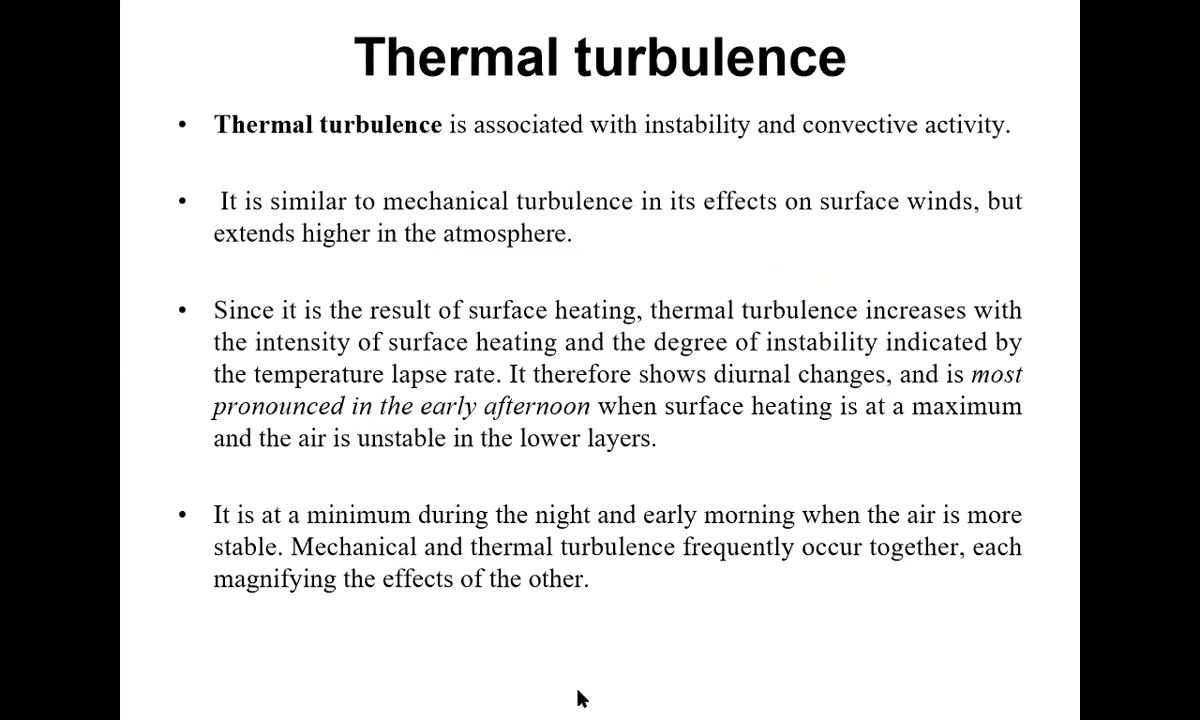 Thermal turbulence
• Thermal turbulence is associated with instability and convective activity.
• It is similar to mechanical turbulence in its effects on surface winds, but
extends higher in the atmosphere.
• Since it is the result of surface heating, thermal turbulence increases with
the intensity of surface heating and the degree of instability indicated by
the temperature lapse rate. It therefore shows diurnal changes, and is most
pronounced in the early afternoon when surface heating is at a maximum
and the air is unstable in the lower layers.
• It is at a minimum during the night and early morning when the air is more
stable. Mechanical and thermal turbulence frequently occur together, each
magnifying the effects of the other.